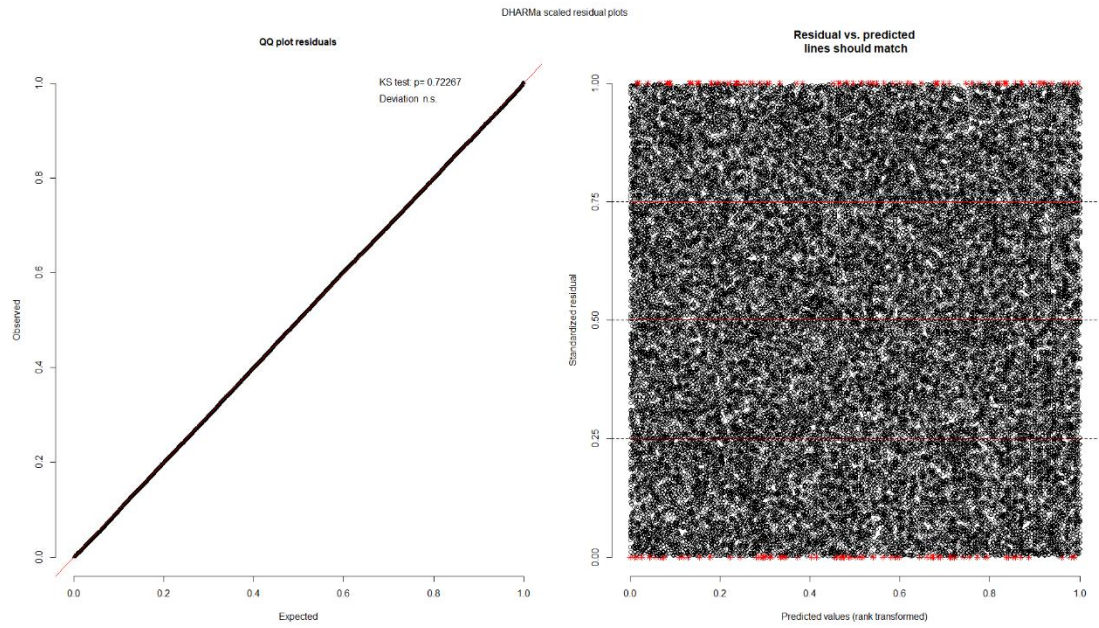 DHARMa scaled residual plots
QQ plot residuals
KS test: p= 0.72267
Deviation n.s.
Observed
0.0
0.2
0.4
0.6
0.8
1.0
0.0
0.2
0.4
0.6
0.8
1.0
Expected
Residual vs. predicted
lines should match
Standardized residual
0.00
0.25
0.50
0.75
1.00
0.0
0.2
0.4
0.6
0.8
1.0
Predicted values (rank transformed)